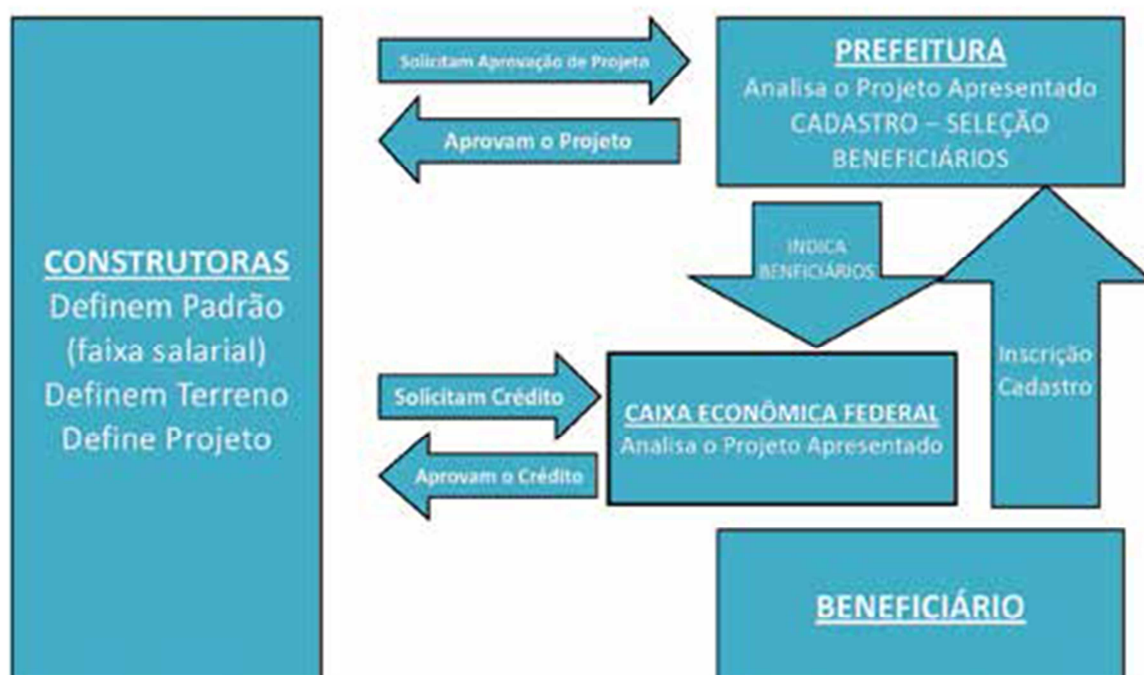 CONSTRUTORAS
Definem Padrão
(faixa salarial)
Definem Terreno
Define Projeto
Solicitam Aprovação de Projeto
Aprovam o Projeto
PREFEITURA
Analisa o Projeto Apresentado
CADASTRO – SELEÇÃO
BENEFICIÁRIOS
INDICA
BENEFICIÁRIOS
Solicitam Crédito
Aprovam o Crédito
CAIXA ECONÔMICA FEDERAL
Analisa o Projeto Apresentado
Inscrição
Cadastro
BENEFICIÁRIO